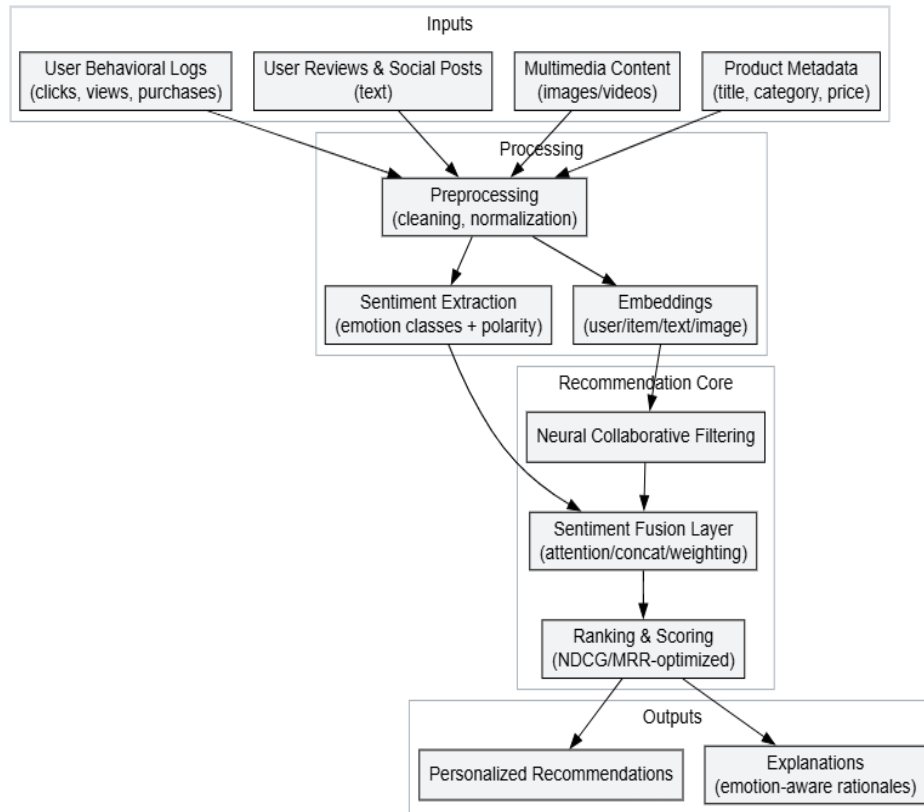 Inputs
User Behavioral Logs
(clicks, views, purchases)
User Reviews & Social Posts
(text)
Multimedia Content
(images/videos)
Product Metadata
(title, category, price)
Processing
Preprocessing
(cleaning, normalization)
Sentiment Extraction
(emotion classes + polarity)
Embeddings
(user/item/text/image)
Recommendation Core
Neural Collaborative Filtering
Sentiment Fusion Layer
(attention/concat/weighting)
Ranking & Scoring
(NDCG/MRR-optimized)
Outputs
Personalized Recommendations
Explanations
(emotion-aware rationales)